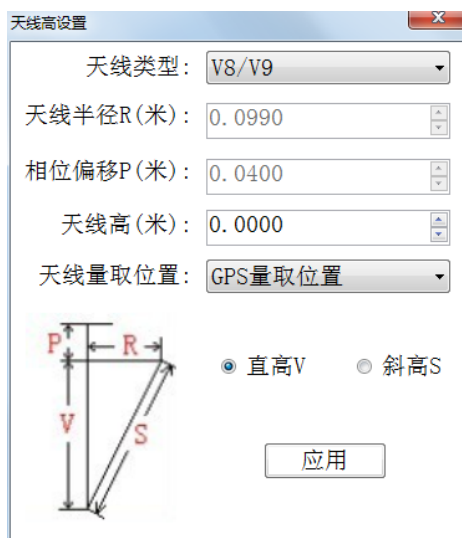 天线高设置
天线类型: V8/V9
天线半径R(米): 0.0990
相位偏移P(米): 0.0400
天线高(米): 0.0000
天线量取位置: GPS量取位置
P R
直高V 斜高S
V S
应用